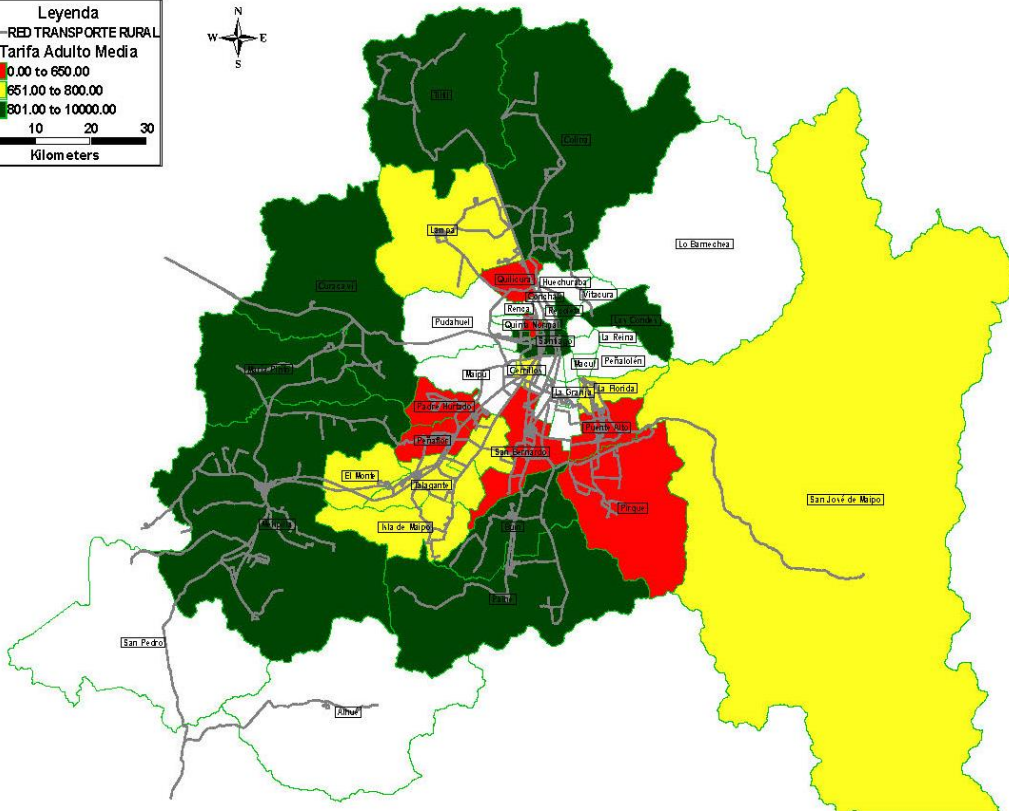 Leyenda
RED TRANSPORTE RURAL
Tarifa Adulto Media
0.00 to 650.00
651.00 to 800.00
801.00 to 10000.00
10 20 30
Kilometers
N
W E
S
Tiltil
Colina
Lampa
Lo Barnechea
Quilicura
Huechuraba
Curacaví
Conchalí
Vitacura
Renca
Recoleta
Pudahuel
Quinta Normal
Las Condes
Santiago
La Reina
María Pinto
Maipú
Cerrillos
Macul
Peñalolén
La Granja
La Florida
Padre Hurtado
Puente Alto
Peñaflor
San Bernardo
El Monte
Talagante
San José de Maipo
Pirque
Melipilla
Isla de Maipo
Buin
Paine
San Pedro
Alhué